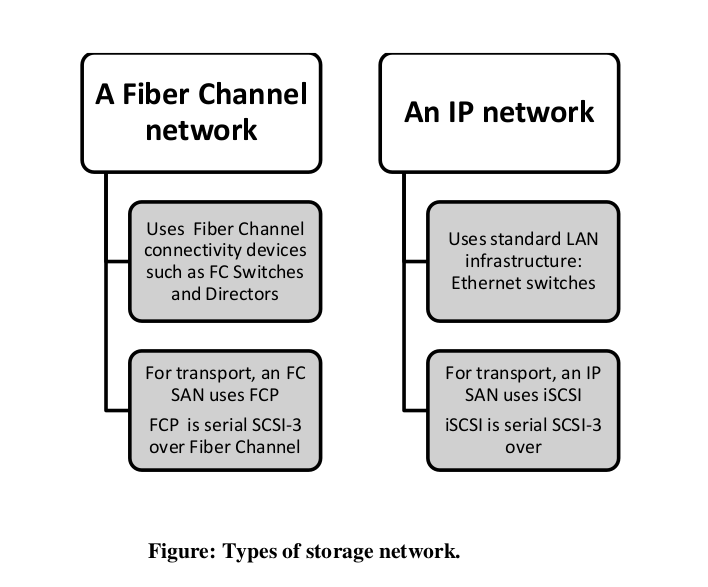 A Fiber Channel
network
Uses Fiber Channel
connectivity devices
such as FC Switches
and Directors
For transport, an FC
SAN uses FCP
FCP is serial SCSI-3
over Fiber Channel
An IP network
Uses standard LAN
infrastructure:
Ethernet switches
For transport, an IP
SAN uses iSCSI
iSCSI is serial SCSI-3
over
Figure: Types of storage network.